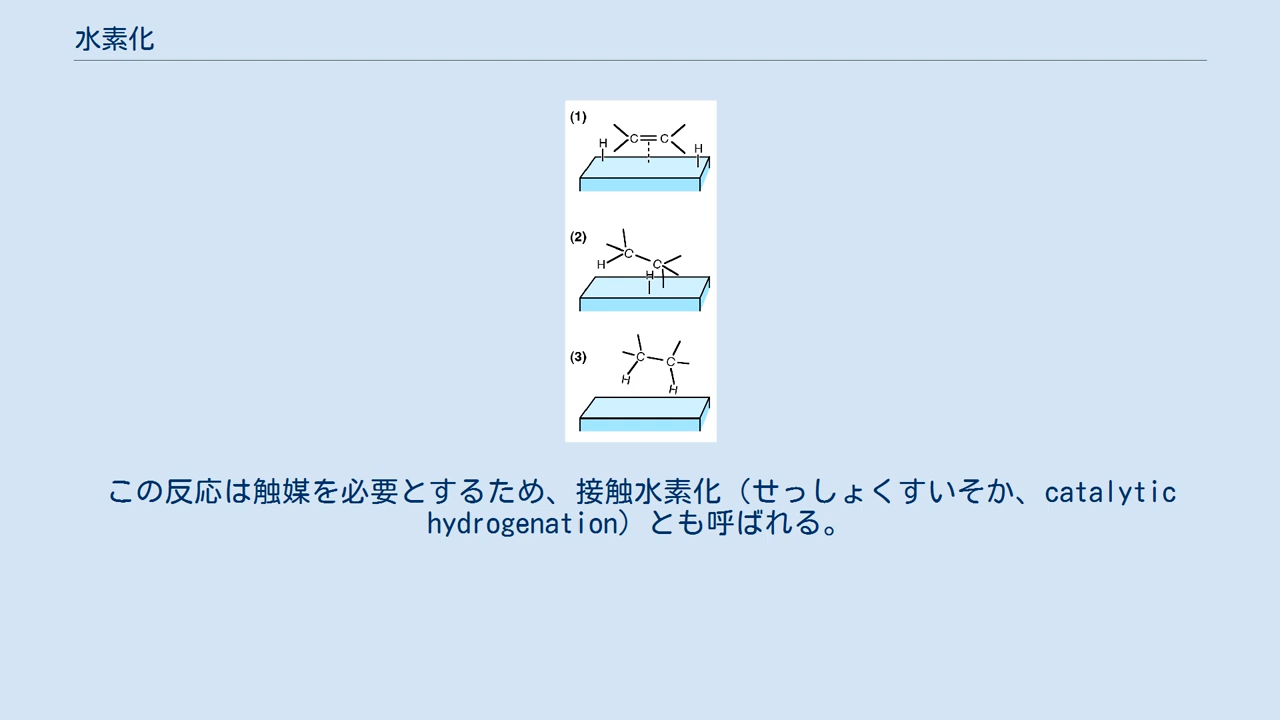 水素化
(1)
H C C H
(2)
C
H C
H
(3)
C C
H H
この反応は触媒を必要とするため、接触水素化（せっしょくすいそか、catalytic
hydrogenation）とも呼ばれる。